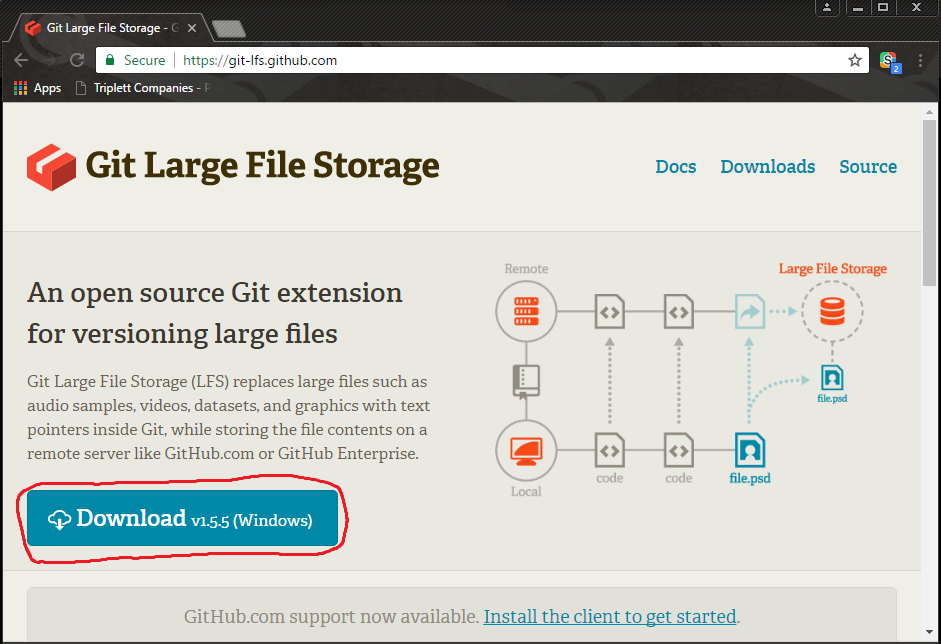 Git Large File Storage - G
Secure
https://git-lfs.github.com
2
Apps
Triplett Companies -
Git Large File Storage
Docs
Downloads
Source
An open source Git extension
for versioning large files
Git Large File Storage (LFS) replaces large files such as
audio samples, videos, datasets, and graphics with text
pointers inside Git, while storing the file contents on a
remote server like GitHub.com or GitHub Enterprise.
Download v1.5.5 (Windows)
Remote
Large File Storage
file.psd
Local
code
code
file.psd
GitHub.com support now available. Install the client to get started.